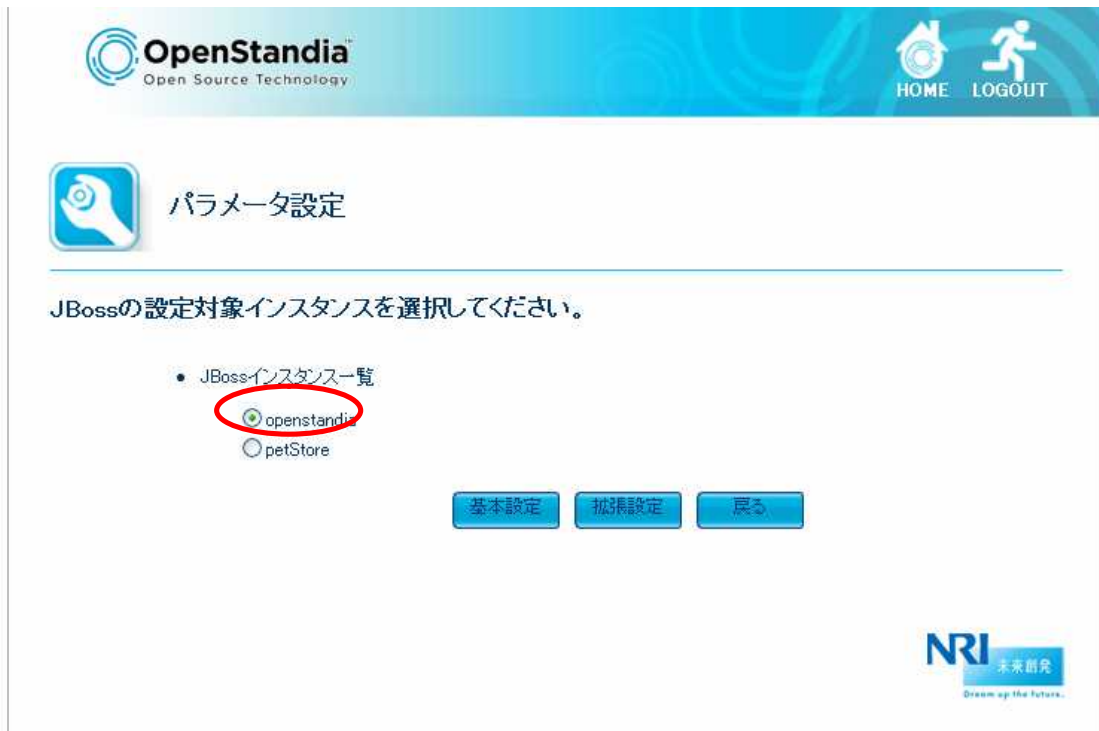 OpenStandia™
Open Source Technology
HOME LOGOUT
パラメータ設定
JBossの設定対象インスタンスを選択してください。
• JBossインスタンス一覧
openstandia
petStore
基本設定 拡張設定 戻る
NRI
未来創発
Dream up the future.